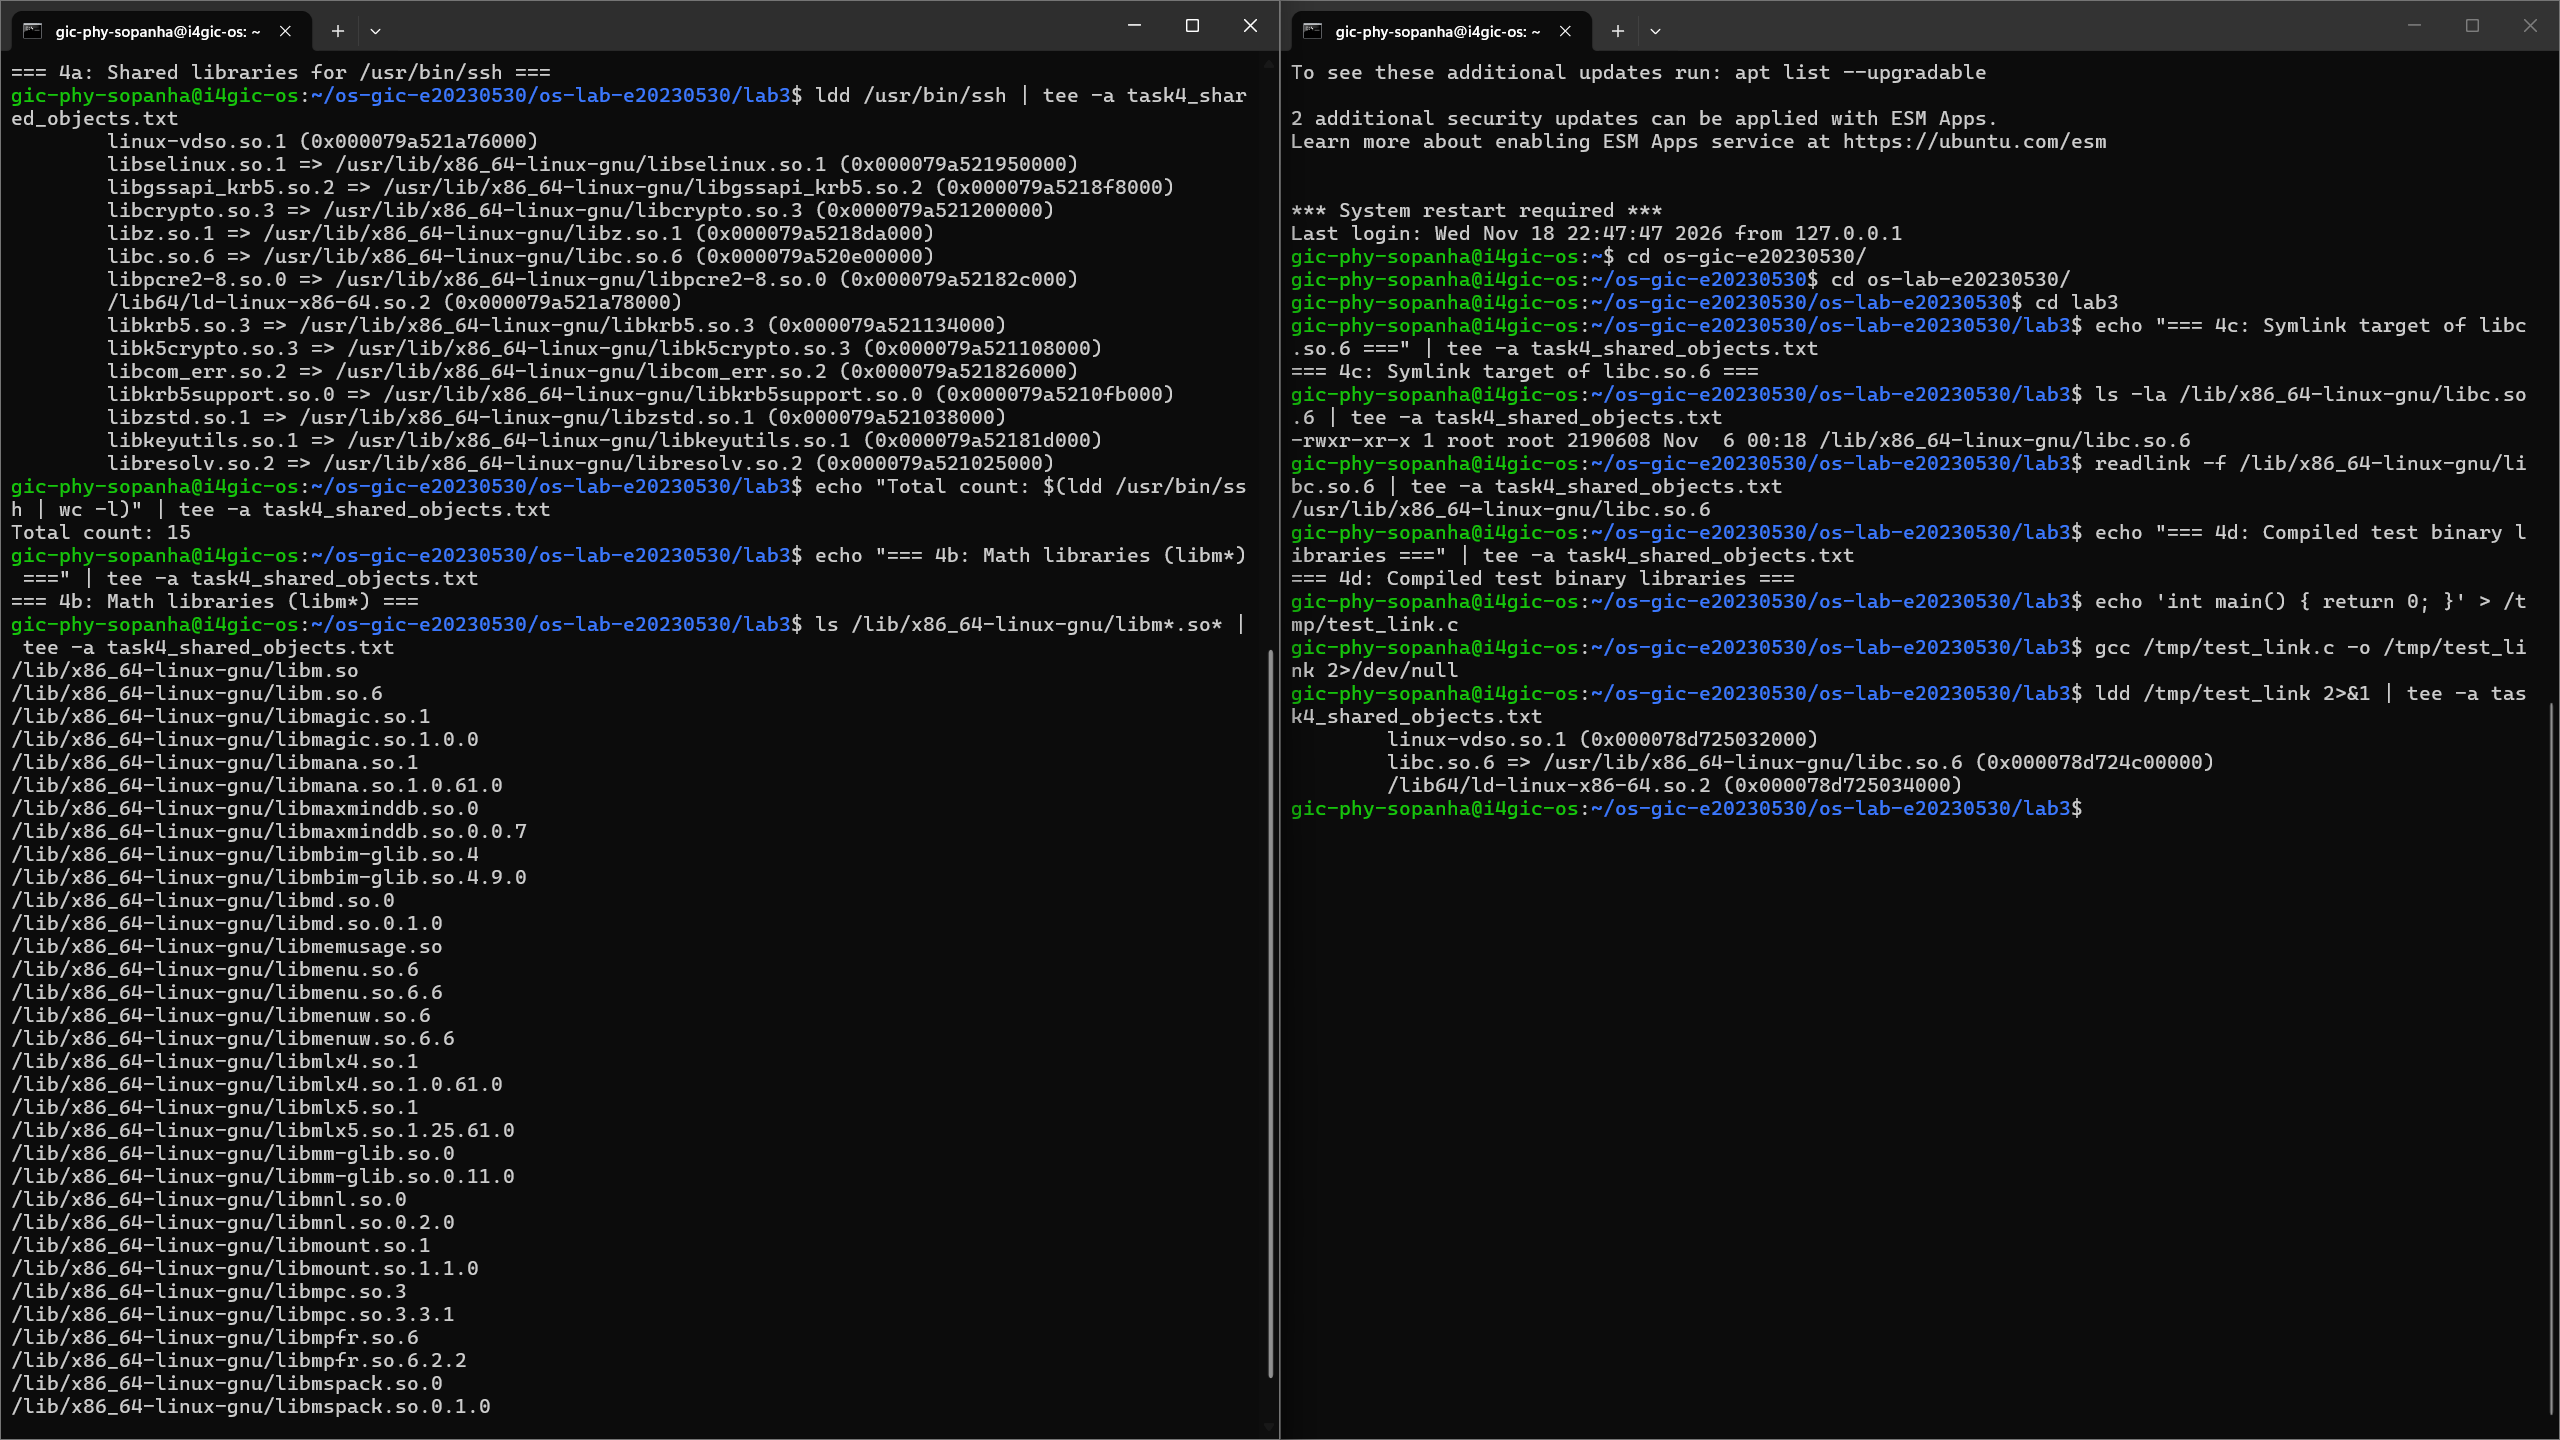 gic-phy-sopanha@i4gic-os: ~
=== 4a: Shared libraries for /usr/bin/ssh ===
gic-phy-sopanha@i4gic-os:~/os-gic-e20230530/os-lab-e20230530/lab3$ ldd /usr/bin/ssh | tee -a task4_shar
ed_objects.txt
linux-vdso.so.1 (0x000079a521a76000)
libselinux.so.1 => /usr/lib/x86_64-linux-gnu/libselinux.so.1 (0x000079a521950000)
libgssapi_krb5.so.2 => /usr/lib/x86_64-linux-gnu/libgssapi_krb5.so.2 (0x000079a5218f8000)
libcrypto.so.3 => /usr/lib/x86_64-linux-gnu/libcrypto.so.3 (0x000079a521200000)
libz.so.1 => /usr/lib/x86_64-linux-gnu/libz.so.1 (0x000079a5218da000)
libc.so.6 => /usr/lib/x86_64-linux-gnu/libc.so.6 (0x000079a520e00000)
libpcre2-8.so.0 => /usr/lib/x86_64-linux-gnu/libpcre2-8.so.0 (0x000079a52182c000)
/lib64/ld-linux-x86-64.so.2 (0x000079a521a78000)
libkrb5.so.3 => /usr/lib/x86_64-linux-gnu/libkrb5.so.3 (0x000079a521134000)
libk5crypto.so.3 => /usr/lib/x86_64-linux-gnu/libk5crypto.so.3 (0x000079a521108000)
libcom_err.so.2 => /usr/lib/x86_64-linux-gnu/libcom_err.so.2 (0x000079a521826000)
libkrb5support.so.0 => /usr/lib/x86_64-linux-gnu/libkrb5support.so.0 (0x000079a5210fb000)
libzstd.so.1 => /usr/lib/x86_64-linux-gnu/libzstd.so.1 (0x000079a521038000)
libkeyutils.so.1 => /usr/lib/x86_64-linux-gnu/libkeyutils.so.1 (0x000079a52181d000)
libresolv.so.2 => /usr/lib/x86_64-linux-gnu/libresolv.so.2 (0x000079a521025000)
gic-phy-sopanha@i4gic-os:~/os-gic-e20230530/os-lab-e20230530/lab3$ echo "Total count: $(ldd /usr/bin/ss
h | wc -l)" | tee -a task4_shared_objects.txt
Total count: 15
gic-phy-sopanha@i4gic-os:~/os-gic-e20230530/os-lab-e20230530/lab3$ echo "=== 4b: Math libraries (libm*)
===" | tee -a task4_shared_objects.txt
=== 4b: Math libraries (libm*) ===
gic-phy-sopanha@i4gic-os:~/os-gic-e20230530/os-lab-e20230530/lab3$ ls /lib/x86_64-linux-gnu/libm*.so* |
tee -a task4_shared_objects.txt
/lib/x86_64-linux-gnu/libm.so
/lib/x86_64-linux-gnu/libm.so.6
/lib/x86_64-linux-gnu/libmagic.so.1
/lib/x86_64-linux-gnu/libmagic.so.1.0.0
/lib/x86_64-linux-gnu/libmana.so.1
/lib/x86_64-linux-gnu/libmana.so.1.0.61.0
/lib/x86_64-linux-gnu/libmaxminddb.so.0
/lib/x86_64-linux-gnu/libmaxminddb.so.0.0.7
/lib/x86_64-linux-gnu/libmbim-glib.so.4
/lib/x86_64-linux-gnu/libmbim-glib.so.4.9.0
/lib/x86_64-linux-gnu/libmd.so.0
/lib/x86_64-linux-gnu/libmd.so.0.1.0
/lib/x86_64-linux-gnu/libmemusage.so
/lib/x86_64-linux-gnu/libmenu.so.6
/lib/x86_64-linux-gnu/libmenu.so.6.6
/lib/x86_64-linux-gnu/libmenuw.so.6
/lib/x86_64-linux-gnu/libmenuw.so.6.6
/lib/x86_64-linux-gnu/libmlx4.so.1
/lib/x86_64-linux-gnu/libmlx4.so.1.0.61.0
/lib/x86_64-linux-gnu/libmlx5.so.1
/lib/x86_64-linux-gnu/libmlx5.so.1.25.61.0
/lib/x86_64-linux-gnu/libmm-glib.so.0
/lib/x86_64-linux-gnu/libmm-glib.so.0.11.0
/lib/x86_64-linux-gnu/libmnl.so.0
/lib/x86_64-linux-gnu/libmnl.so.0.2.0
/lib/x86_64-linux-gnu/libmount.so.1
/lib/x86_64-linux-gnu/libmount.so.1.1.0
/lib/x86_64-linux-gnu/libmpc.so.3
/lib/x86_64-linux-gnu/libmpc.so.3.3.1
/lib/x86_64-linux-gnu/libmpfr.so.6
/lib/x86_64-linux-gnu/libmpfr.so.6.2.2
/lib/x86_64-linux-gnu/libmspack.so.0
/lib/x86_64-linux-gnu/libmspack.so.0.1.0
gic-phy-sopanha@i4gic-os: ~
To see these additional updates run: apt list --upgradable
2 additional security updates can be applied with ESM Apps.
Learn more about enabling ESM Apps service at https://ubuntu.com/esm
*** System restart required ***
Last login: Wed Nov 18 22:47:47 2026 from 127.0.0.1
gic-phy-sopanha@i4gic-os:~$ cd os-gic-e20230530/
gic-phy-sopanha@i4gic-os:~/os-gic-e20230530$ cd os-lab-e20230530/
gic-phy-sopanha@i4gic-os:~/os-gic-e20230530/os-lab-e20230530$ cd lab3
gic-phy-sopanha@i4gic-os:~/os-gic-e20230530/os-lab-e20230530/lab3$ echo "=== 4c: Symlink target of libc
.so.6 ===" | tee -a task4_shared_objects.txt
=== 4c: Symlink target of libc.so.6 ===
gic-phy-sopanha@i4gic-os:~/os-gic-e20230530/os-lab-e20230530/lab3$ ls -la /lib/x86_64-linux-gnu/libc.so
.6 | tee -a task4_shared_objects.txt
-rwxr-xr-x 1 root root 2190608 Nov  6 00:18 /lib/x86_64-linux-gnu/libc.so.6
gic-phy-sopanha@i4gic-os:~/os-gic-e20230530/os-lab-e20230530/lab3$ readlink -f /lib/x86_64-linux-gnu/li
bc.so.6 | tee -a task4_shared_objects.txt
/usr/lib/x86_64-linux-gnu/libc.so.6
gic-phy-sopanha@i4gic-os:~/os-gic-e20230530/os-lab-e20230530/lab3$ echo "=== 4d: Compiled test binary l
ibraries ===" | tee -a task4_shared_objects.txt
=== 4d: Compiled test binary libraries ===
gic-phy-sopanha@i4gic-os:~/os-gic-e20230530/os-lab-e20230530/lab3$ echo 'int main() { return 0; }' > /t
mp/test_link.c
gic-phy-sopanha@i4gic-os:~/os-gic-e20230530/os-lab-e20230530/lab3$ gcc /tmp/test_link.c -o /tmp/test_li
nk 2>/dev/null
gic-phy-sopanha@i4gic-os:~/os-gic-e20230530/os-lab-e20230530/lab3$ ldd /tmp/test_link 2>&1 | tee -a tas
k4_shared_objects.txt
linux-vdso.so.1 (0x000078d725032000)
libc.so.6 => /usr/lib/x86_64-linux-gnu/libc.so.6 (0x000078d724c00000)
/lib64/ld-linux-x86-64.so.2 (0x000078d725034000)
gic-phy-sopanha@i4gic-os:~/os-gic-e20230530/os-lab-e20230530/lab3$